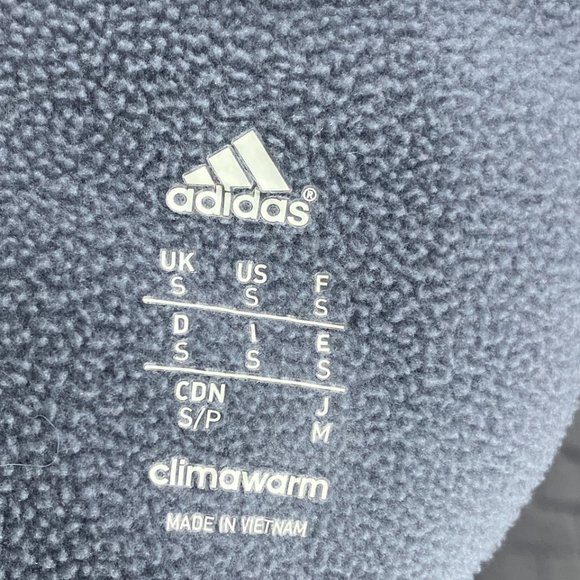 adidas®
UK US F
S S S
D I E
S S S
CDN J
S/P M
climawarm
MADE IN VIETNAM